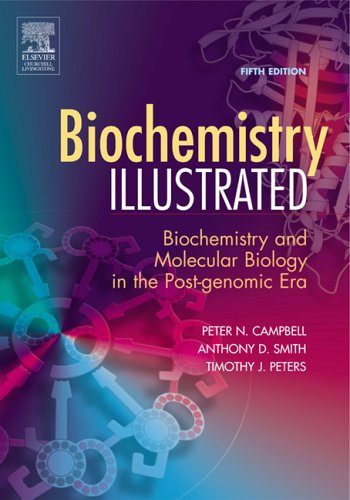 ELSEVIER
CHURCHILL
LIVINGSTONE
FIFTH EDITION
Biochemistry
ILLUSTRATED
Biochemistry and
Molecular Biology
in the Post-genomic Era
PETER N. CAMPBELL
ANTHONY D. SMITH
TIMOTHY J. PETERS